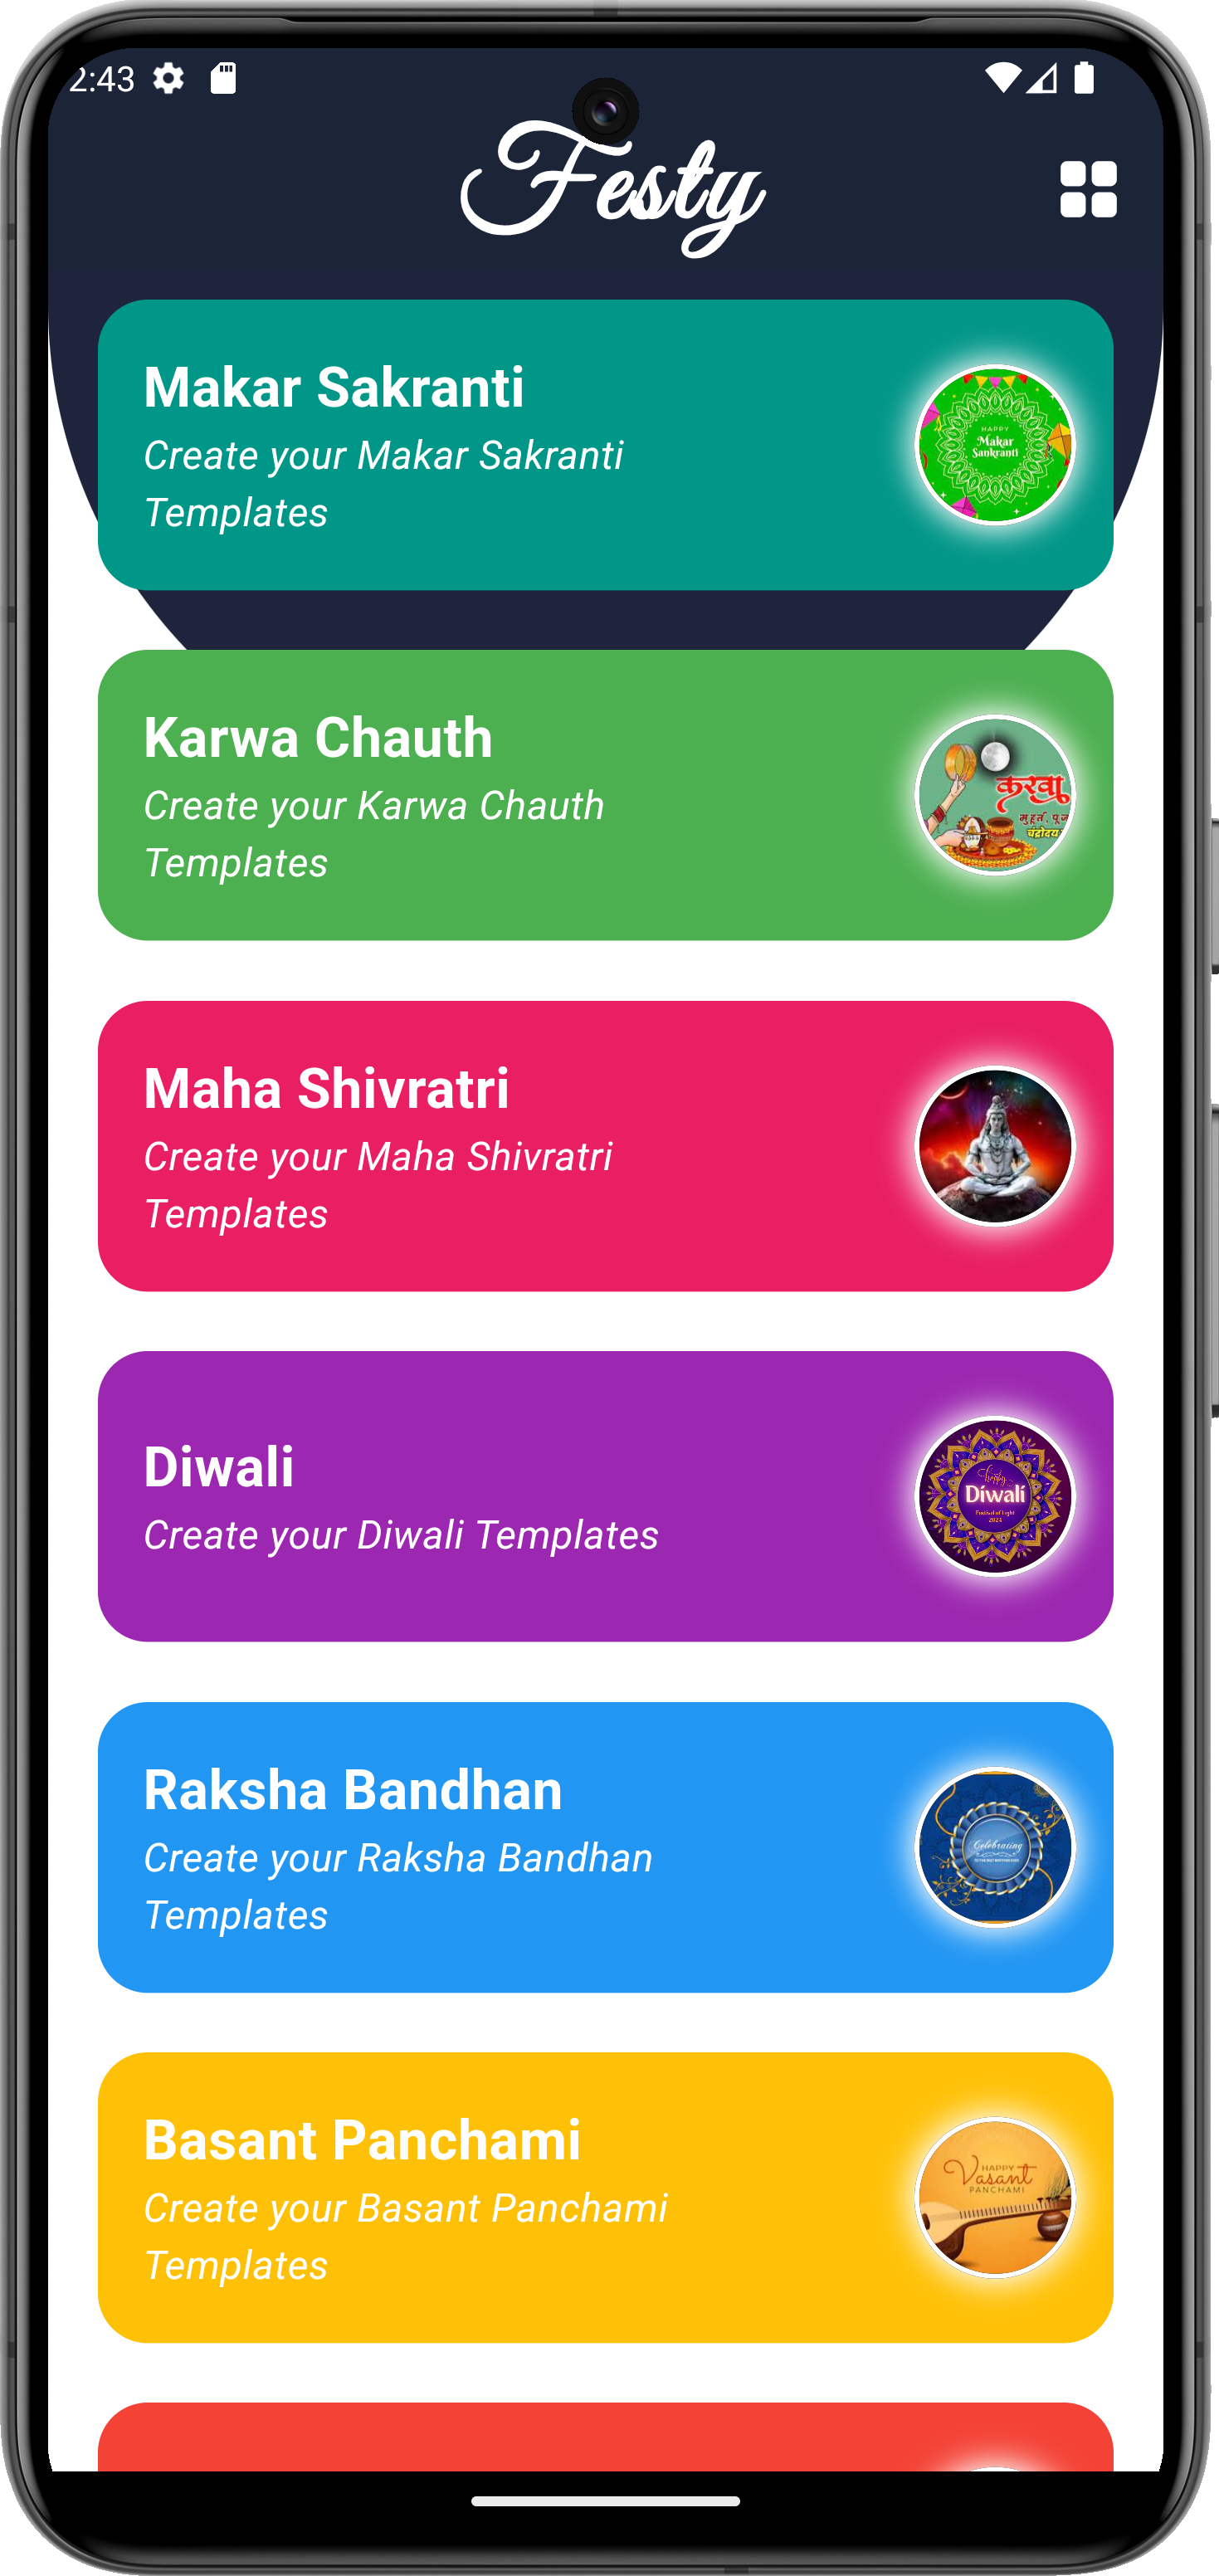 2:43
Festy
Makar Sakranti
Create your Makar Sakranti
Templates
HAPPY
Makar
Sankranti
Karwa Chauth
Create your Karwa Chauth
Templates
करवा
मुहूर्त, पूज
चंद्रोदय
Maha Shivratri
Create your Maha Shivratri
Templates
Diwali
Create your Diwali Templates
happy
Diwali
Festival of Light
2024
Raksha Bandhan
Create your Raksha Bandhan
Templates
Celebrating
Basant Panchami
Create your Basant Panchami
Templates
HAPPY
Vasant
PANCHAMI